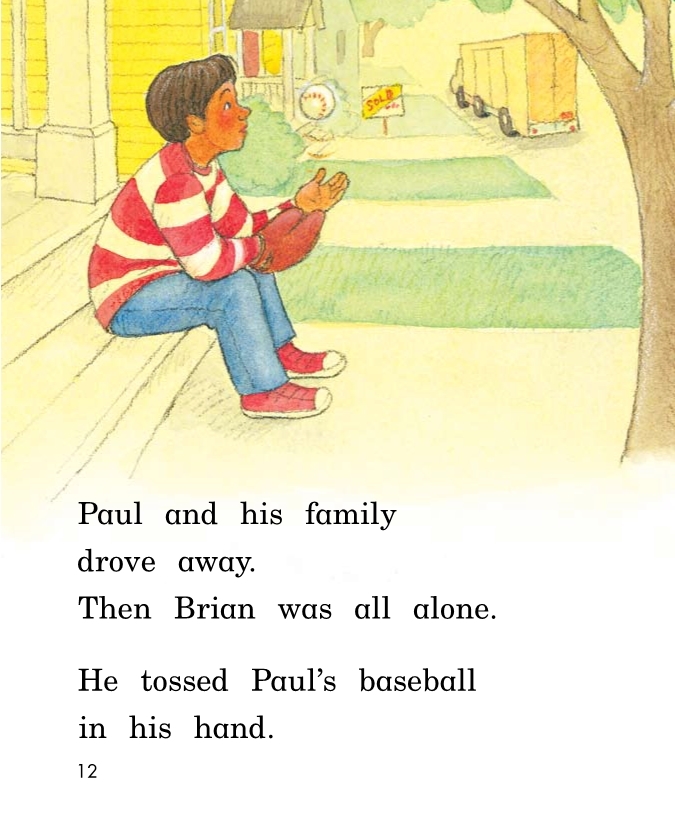 SOLD
Paul and his family
drove away.
Then Brian was all alone.
He tossed Paul's baseball
in his hand.
12